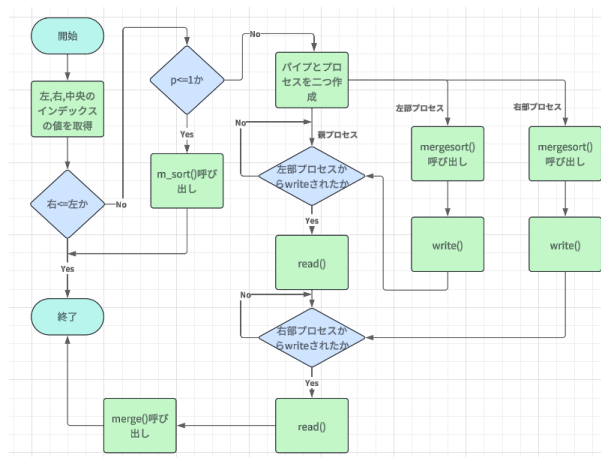 開始
左,右,中央の
インデックス
の値を取得
右<=左か
No
Yes
終了
p<=1か
No
Yes
m_sort()呼び
出し
パイプとプロ
セスを二つ作
成
親プロセス
左部プロセス
右部プロセス
No
左部プロセスか
らwriteされたか
Yes
read()
mergesort()
呼び出し
write()
mergesort()
呼び出し
write()
No
右部プロセスか
らwriteされたか
Yes
read()
merge()呼び
出し